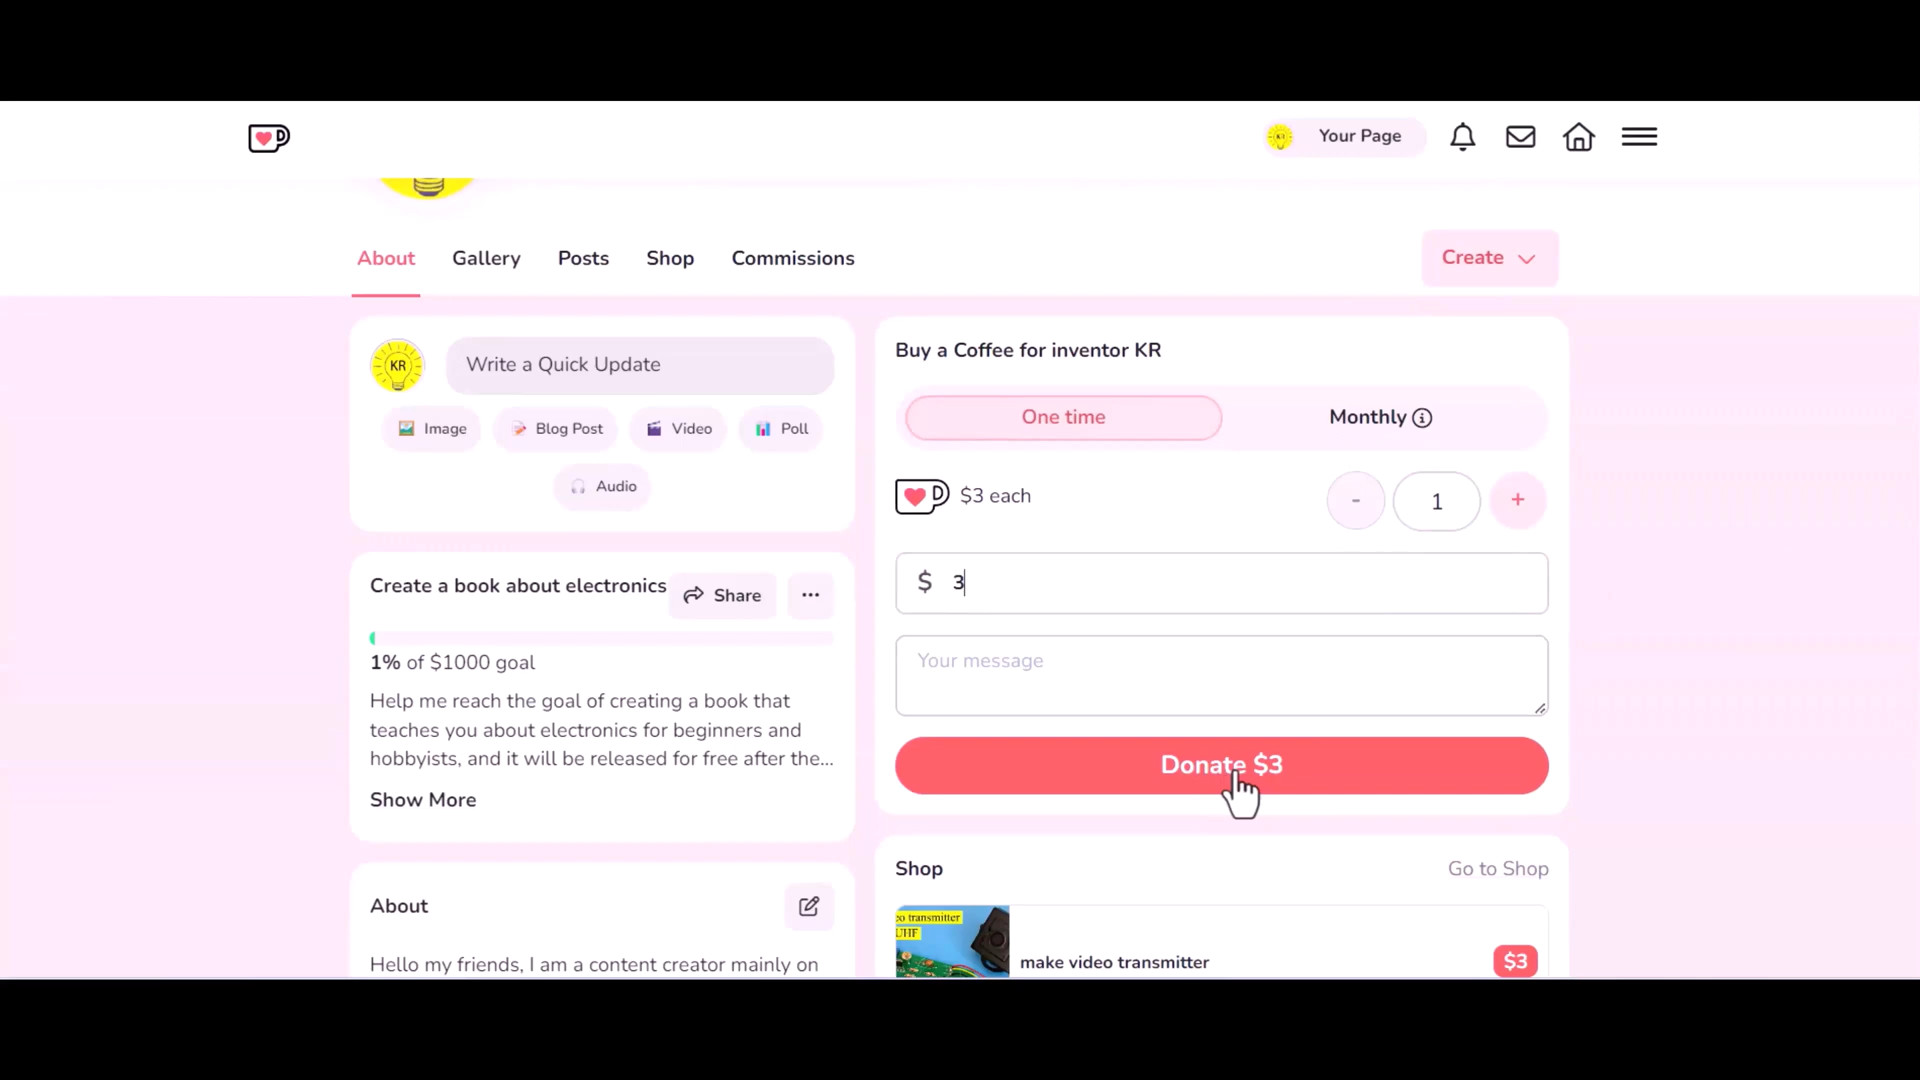 Your Page
About Gallery Posts Shop Commissions
Create
KR
Write a Quick Update
Image Blog Post Video Poll
Audio
Create a book about electronics
Share
...
1% of $1000 goal
Help me reach the goal of creating a book that
teaches you about electronics for beginners and
hobbyists, and it will be released for free after the...
Show More
About
Hello my friends, I am a content creator mainly on
Buy a Coffee for inventor KR
One time Monthly
$3 each
- 1 +
$ 3
Your message
Donate $3
Shop Go to Shop
eo transmitter
UHF
make video transmitter
$3